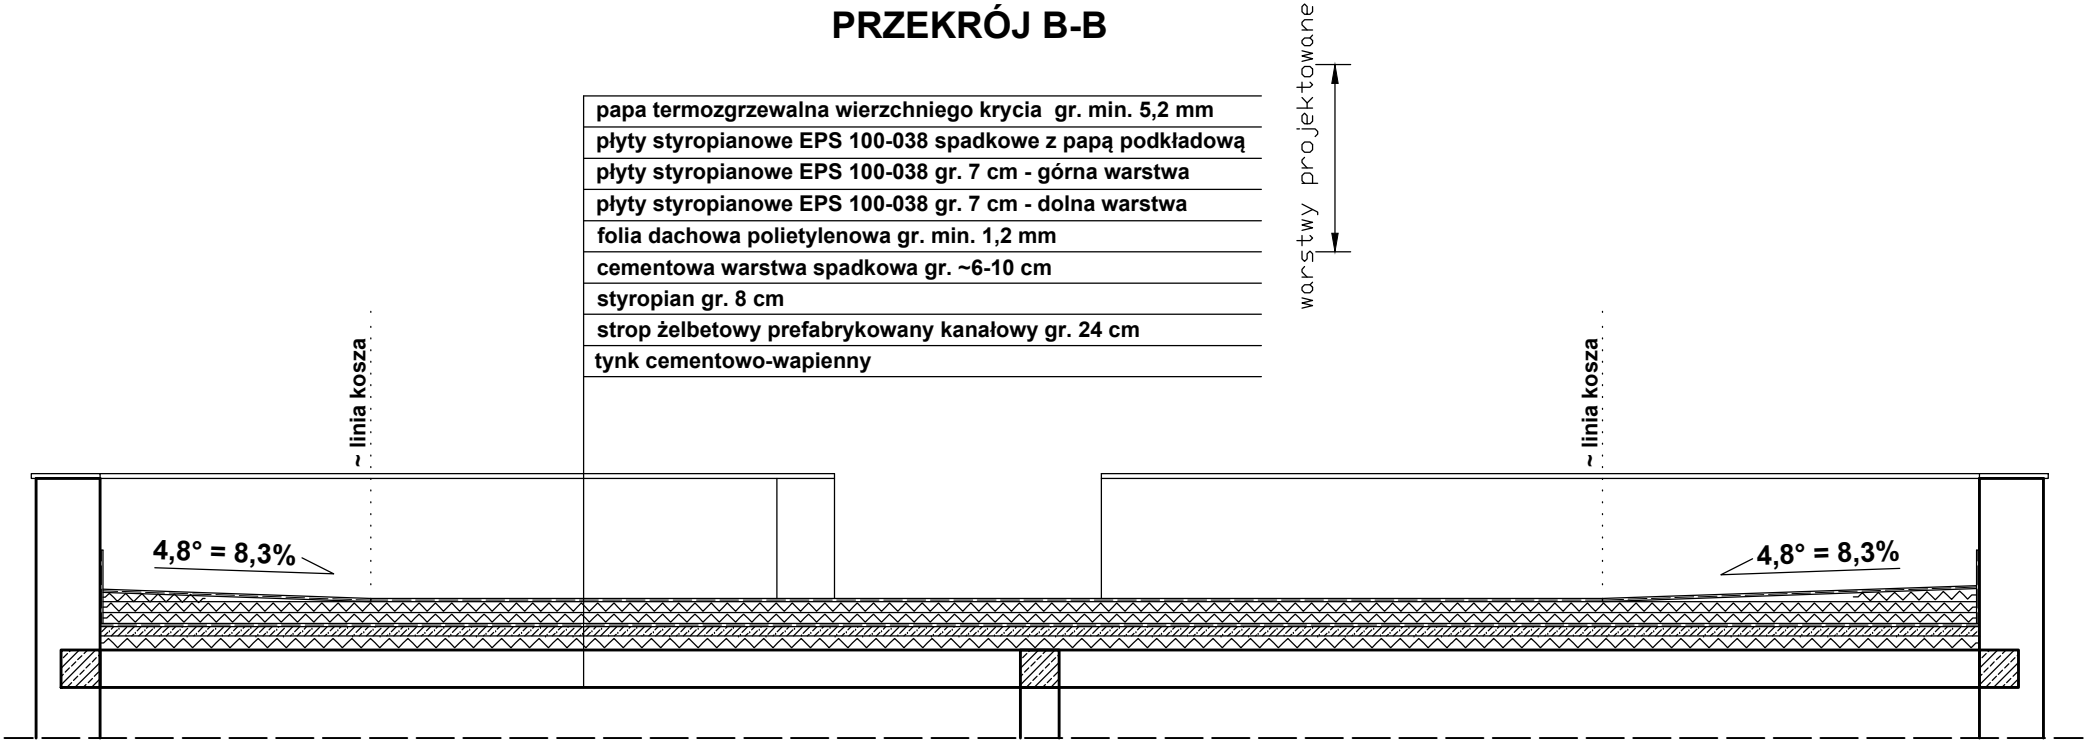 PRZEKRÓJ B-B
warstwy projektowane
papa termozgrzewalna wierzchniego krycia gr. min. 5,2 mm
płyty styropianowe EPS 100-038 spadkowe z papą podkładową
płyty styropianowe EPS 100-038 gr. 7 cm - górna warstwa
płyty styropianowe EPS 100-038 gr. 7 cm - dolna warstwa
folia dachowa polietylenowa gr. min. 1,2 mm
cementowa warstwa spadkowa gr. ~6-10 cm
styropian gr. 8 cm
strop żelbetowy prefabrykowany kanałowy gr. 24 cm
tynk cementowo-wapienny
~ linia kosza
~ linia kosza
4,8° = 8,3%
4,8° = 8,3%